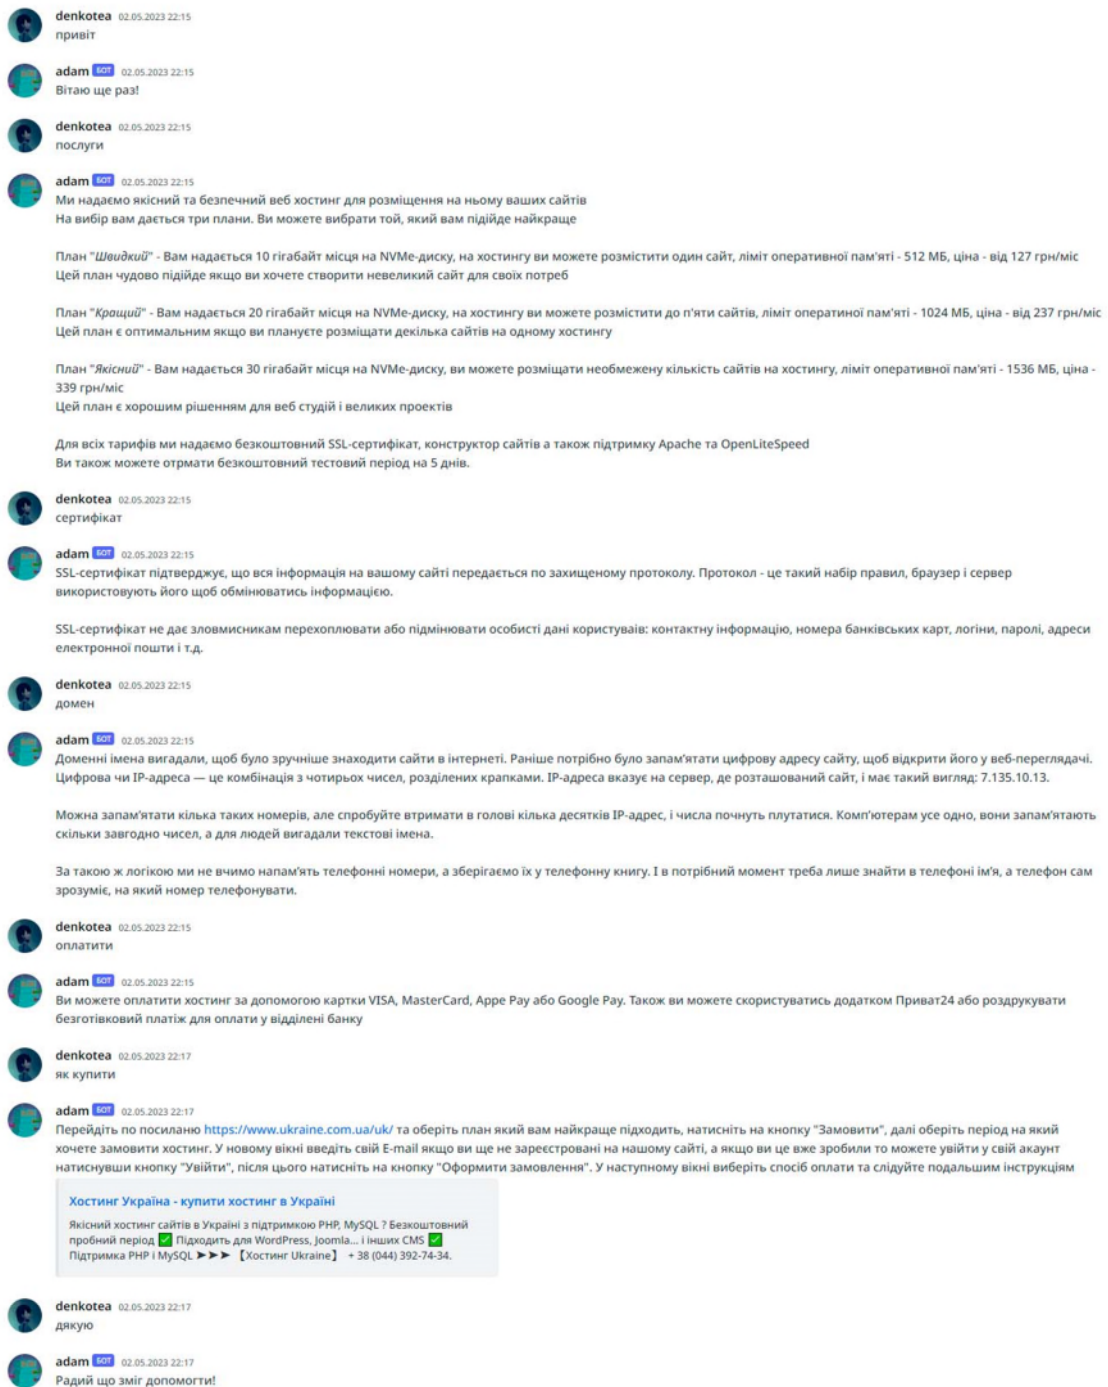 denkotea 02.05.2023 22:15
привіт
adam БОТ 02.05.2023 22:15
Вітаю ще раз!
denkotea 02.05.2023 22:15
послуги
adam БОТ 02.05.2023 22:15
Ми надаємо якісний та безпечний веб хостинг для розміщення на ньому ваших сайтів
На вибір вам дається три плани. Ви можете вибрати той, який вам підійде найкраще
План "Швидкий" - Вам надається 10 гігабайт місця на NVMe-диску, на хостингу ви можете розмістити один сайт, ліміт оперативної пам'яті - 512 МБ, ціна - від 127 грн/міс
Цей план чудово підійде якщо ви хочете створити невеликий сайт для своїх потреб
План "Кращий" - Вам надається 20 гігабайт місця на NVMe-диску, на хостингу ви можете розмістити до п'яти сайтів, ліміт оператиної пам'яті - 1024 МБ, ціна - від 237 грн/міс
Цей план є оптимальним якщо ви плануєте розміщати декілька сайтів на одному хостингу
План "Якісний" - Вам надається 30 гігабайт місця на NVMe-диску, ви можете розміщати необмежену кількість сайтів на хостингу, ліміт оперативної пам'яті - 1536 МБ, ціна -
339 грн/міс
Цей план є хорошим рішенням для веб студій і великих проектів
Для всіх тарифів ми надаємо безкоштовний SSL-сертифікат, конструктор сайтів а також підтримку Apache та OpenLiteSpeed
Ви також можете отрмати безкоштовний тестовий період на 5 днів.
denkotea 02.05.2023 22:15
сертифікат
adam БОТ 02.05.2023 22:15
SSL-сертифікат підтверджує, що вся інформація на вашому сайті передається по захищеному протоколу. Протокол - це такий набір правил, браузер і сервер
використовують його щоб обмінюватись інформацією.
SSL-сертифікат не дає зловмисникам перехоплювати або підмінювати особисті дані користуваів: контактну інформацію, номера банківських карт, логіни, паролі, адреси
електронної пошти і т.д.
denkotea 02.05.2023 22:15
домен
adam БОТ 02.05.2023 22:15
Доменні імена вигадали, щоб було зручніше знаходити сайти в інтернеті. Раніше потрібно було запам'ятати цифрову адресу сайту, щоб відкрити його у веб-переглядачі.
Цифрова чи IP-адреса — це комбінація з чотирьох чисел, розділених крапками. IP-адреса вказує на сервер, де розташований сайт, і має такий вигляд: 7.135.10.13.
Можна запам'ятати кілька таких номерів, але спробуйте втримати в голові кілька десятків IP-адрес, і числа почнуть плутатися. Комп'ютерам усе одно, вони запам'ятають
скільки завгодно чисел, а для людей вигадали текстові імена.
За такою ж логікою ми не вчимо напам'ять телефонні номери, а зберігаємо їх у телефонну книгу. І в потрібний момент треба лише знайти в телефоні ім'я, а телефон сам
зрозуміє, на який номер телефонувати.
denkotea 02.05.2023 22:15
оплатити
adam БОТ 02.05.2023 22:15
Ви можете оплатити хостинг за допомогою картки VISA, MasterCard, Appe Pay або Google Pay. Також ви можете скористуватись додатком Приват24 або роздрукувати
безготівковий платіж для оплати у відділені банку
denkotea 02.05.2023 22:17
як купити
adam БОТ 02.05.2023 22:17
Перейдіть по посиланю https://www.ukraine.com.ua/uk/ та оберіть план який вам найкраще підходить, натисніть на кнопку "Замовити", далі оберіть період на який
хочете замовити хостинг. У новому вікні введіть свій E-mail якщо ви ще не зареєстровані на нашому сайті, а якщо ви це вже зробили то можете увійти у свій акаунт
натиснувши кнопку "Увійти", після цього натисніть на кнопку "Оформити замовлення". У наступному вікні виберіть спосіб оплати та слідуйте подальшим інструкціям
Хостинг Україна - купити хостинг в Україні
Якісний хостинг сайтів в Україні з підтримкою PHP, MySQL ? Безкоштовний
пробний період ✅ Підходить для WordPress, Joomla... і інших CMS ✅
Підтримка PHP і MySQL ➤➤➤ 【Хостинг Ukraine】 + 38 (044) 392-74-34.
denkotea 02.05.2023 22:17
дякую
adam БОТ 02.05.2023 22:17
Радий що зміг допомогти!